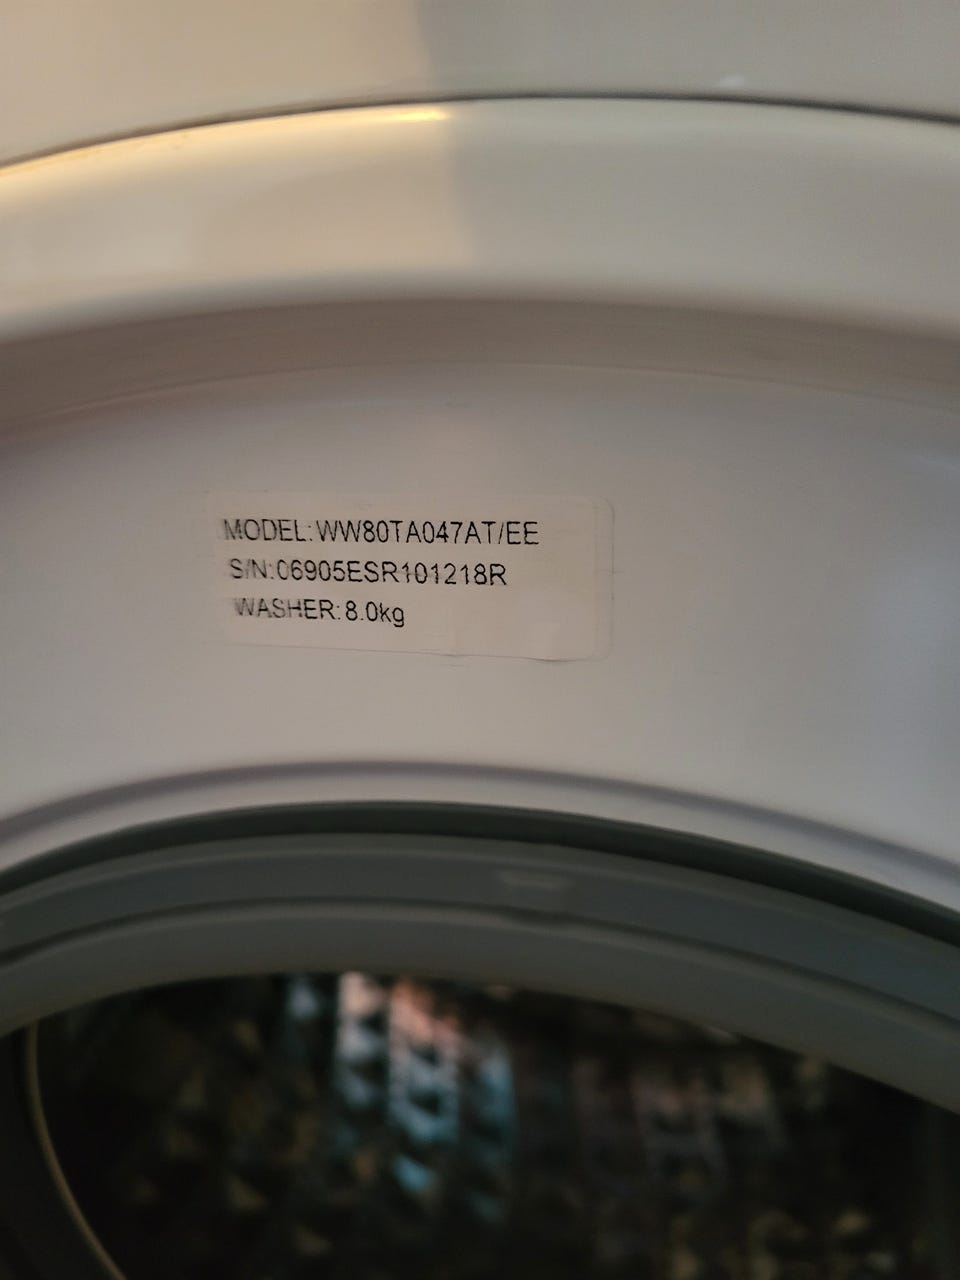 MODEL:WW80TA047AT/EE
S/N:06905ESR101218R
WASHER:8.0kg